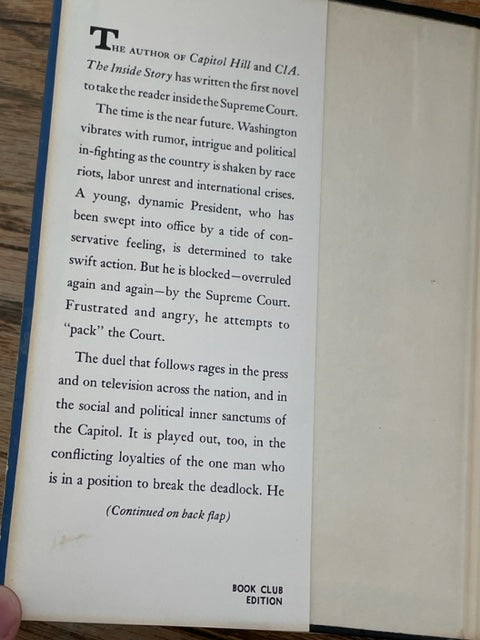 THE AUTHOR OF Capitol Hill and CIA.
The Inside Story has written the first novel
to take the reader inside the Supreme Court.
The time is the near future. Washington
vibrates with rumor, intrigue and political
in-fighting as the country is shaken by race
riots, labor unrest and international crises.
A young, dynamic President, who has
been swept into office by a tide of con-
servative feeling, is determined to take
swift action. But he is blocked—overruled
again and again—by the Supreme Court.
Frustrated and angry, he attempts to
“pack” the Court.
The duel that follows rages in the press
and on television across the nation, and in
the social and political inner sanctums of
the Capitol. It is played out, too, in the
conflicting loyalties of the one man who
is in a position to break the deadlock. He
(Continued on back flap)
BOOK CLUB
EDITION